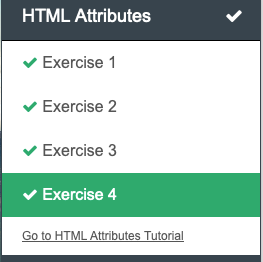 HTML Attributes
Exercise 1
Exercise 2
Exercise 3
Exercise 4
Go to HTML Attributes Tutorial